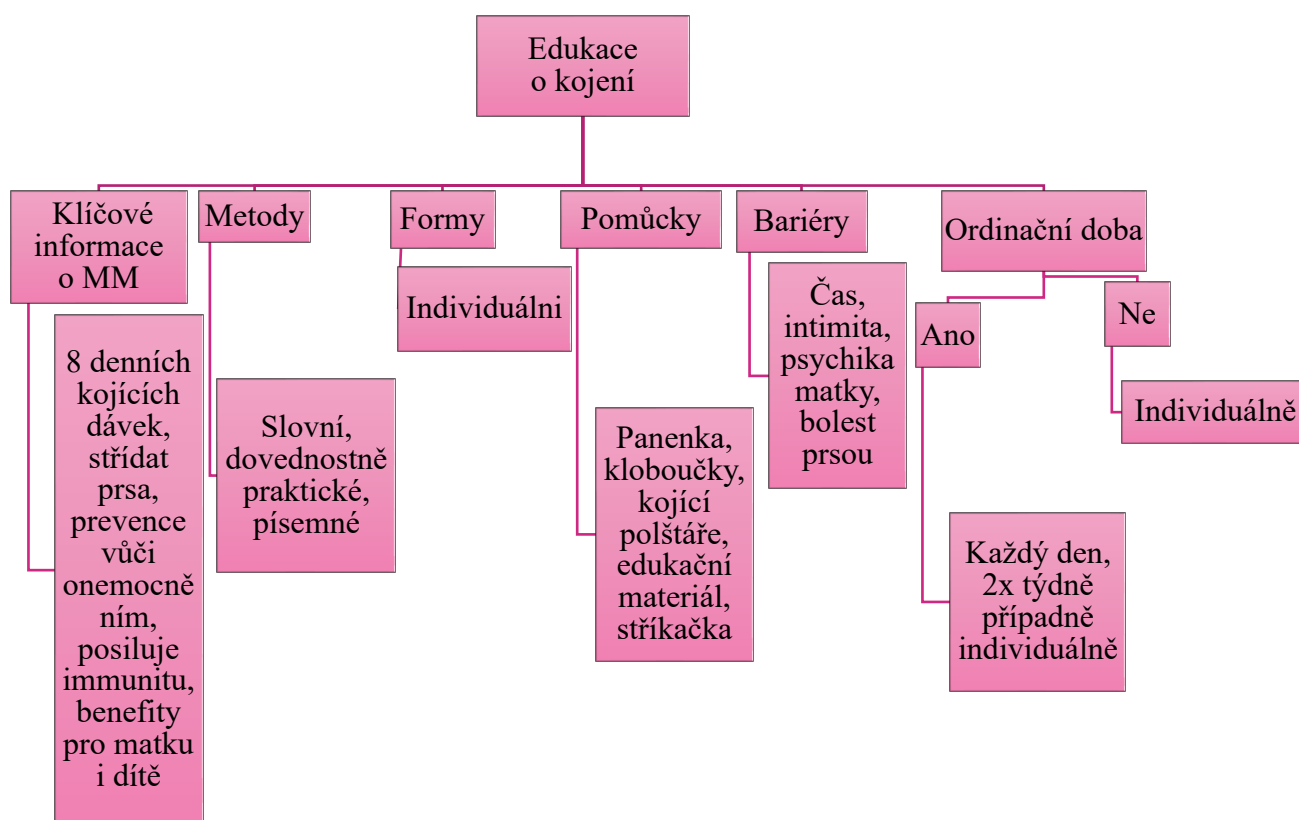 Edukace
o kojení
Klíčové
informace
o MM
Metody
Formy
Pomůcky
Bariéry
Ordinační doba
8 denních
kojících
dávek,
střídat
prsa,
prevence
vůči
onemocně
ním,
posiluje
immunitu,
benefity
pro matku
i dítě
Slovní,
dovednostně
praktické,
písemné
Individuálni
Panenka,
kloboučky,
kojící
polštáře,
edukační
materiál,
stříkačka
Čas,
intimita,
psychika
matky,
bolest
prsou
Ano
Každý den,
2x týdně
případně
individuálně
Ne
Individuálně